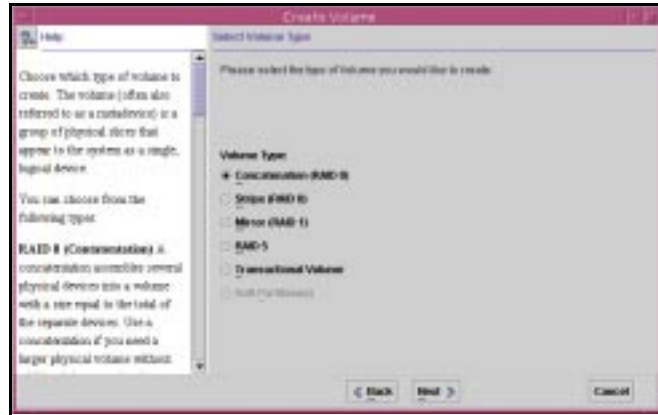 Create Volume
Help
Select Volume Type
Choose which type of volume to
create. The volume (often also
referred to as a metadevice) is a
group of physical slices that
appear to the system as a single,
logical device.
You can choose from the
following types:
RAID 0 (Concatenation) A
concatenation assembles several
physical devices into a volume
with a size equal to the total of
the separate devices. Use a
concatenation if you need a
larger physical volume without
Please select the type of volume you would like to create.
Volume Type:
Concatenation (RAID 0)
Stripe (RAID 0)
Mirror (RAID 1)
RAID 5
Transactional Volume
Soft Partition(s)
Back
Next
Cancel